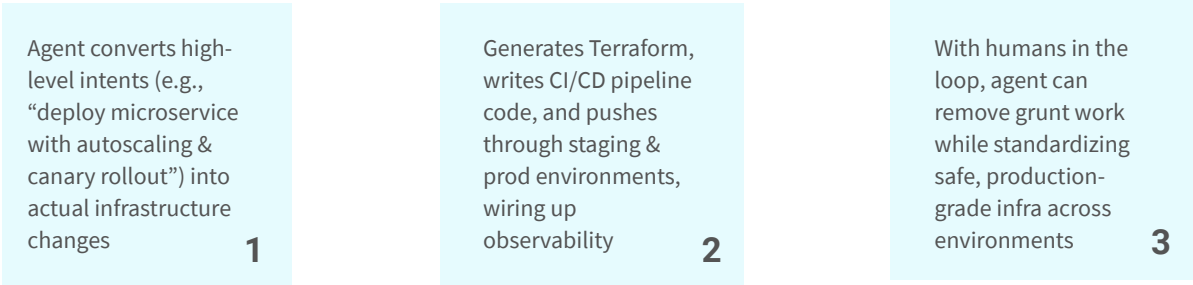 Agent converts high-
level intents (e.g.,
“deploy microservice
with autoscaling &
canary rollout”) into
actual infrastructure
changes
1
Generates Terraform,
writes CI/CD pipeline
code, and pushes
through staging &
prod environments,
wiring up
observability
2
With humans in the
loop, agent can
remove grunt work
while standardizing
safe, production-
grade infra across
environments
3